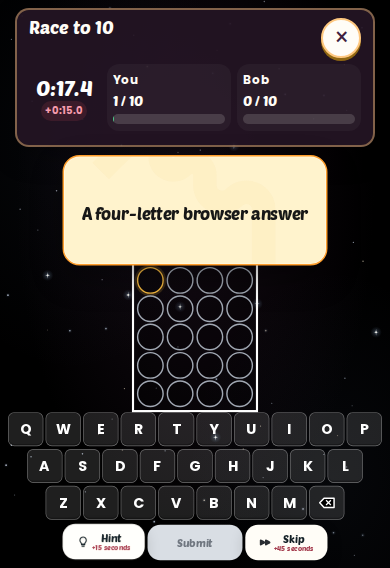 Race to 10
×
0:17.4
+0:15.0
You
1 / 10
Bob
0 / 10
A four-letter browser answer
Q W E R T Y U I O P
A S D F G H J K L
Z X C V B N M
Hint
+15 seconds
Submit
Skip
+45 seconds